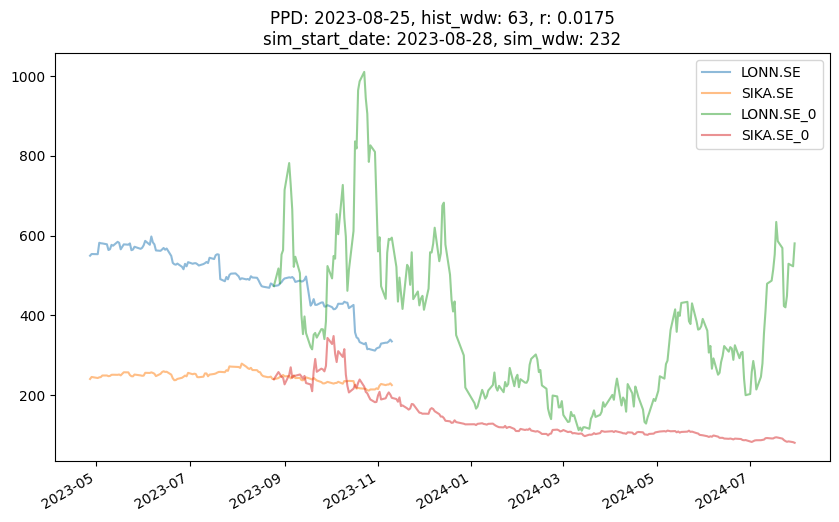 PPD: 2023-08-25, hist_wdw: 63, r: 0.0175
sim_start_date: 2023-08-28, sim_wdw: 232
LONN.SE
SIKA.SE
LONN.SE_0
SIKA.SE_0
1000
800
600
400
200
2023-05
2023-07
2023-09
2023-11
2024-01
2024-03
2024-05
2024-07